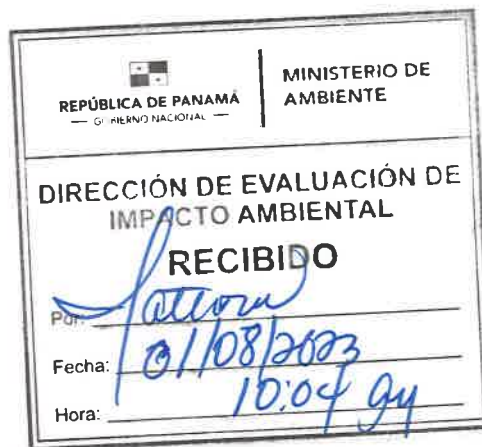 REPÚBLICA DE PANAMÁ
— GOBIERNO NACIONAL —
MINISTERIO DE
AMBIENTE
DIRECCIÓN DE EVALUACIÓN DE
IMPACTO AMBIENTAL
RECIBIDO
Por:
Fecha: 01/08/2023
Hora: 10:04